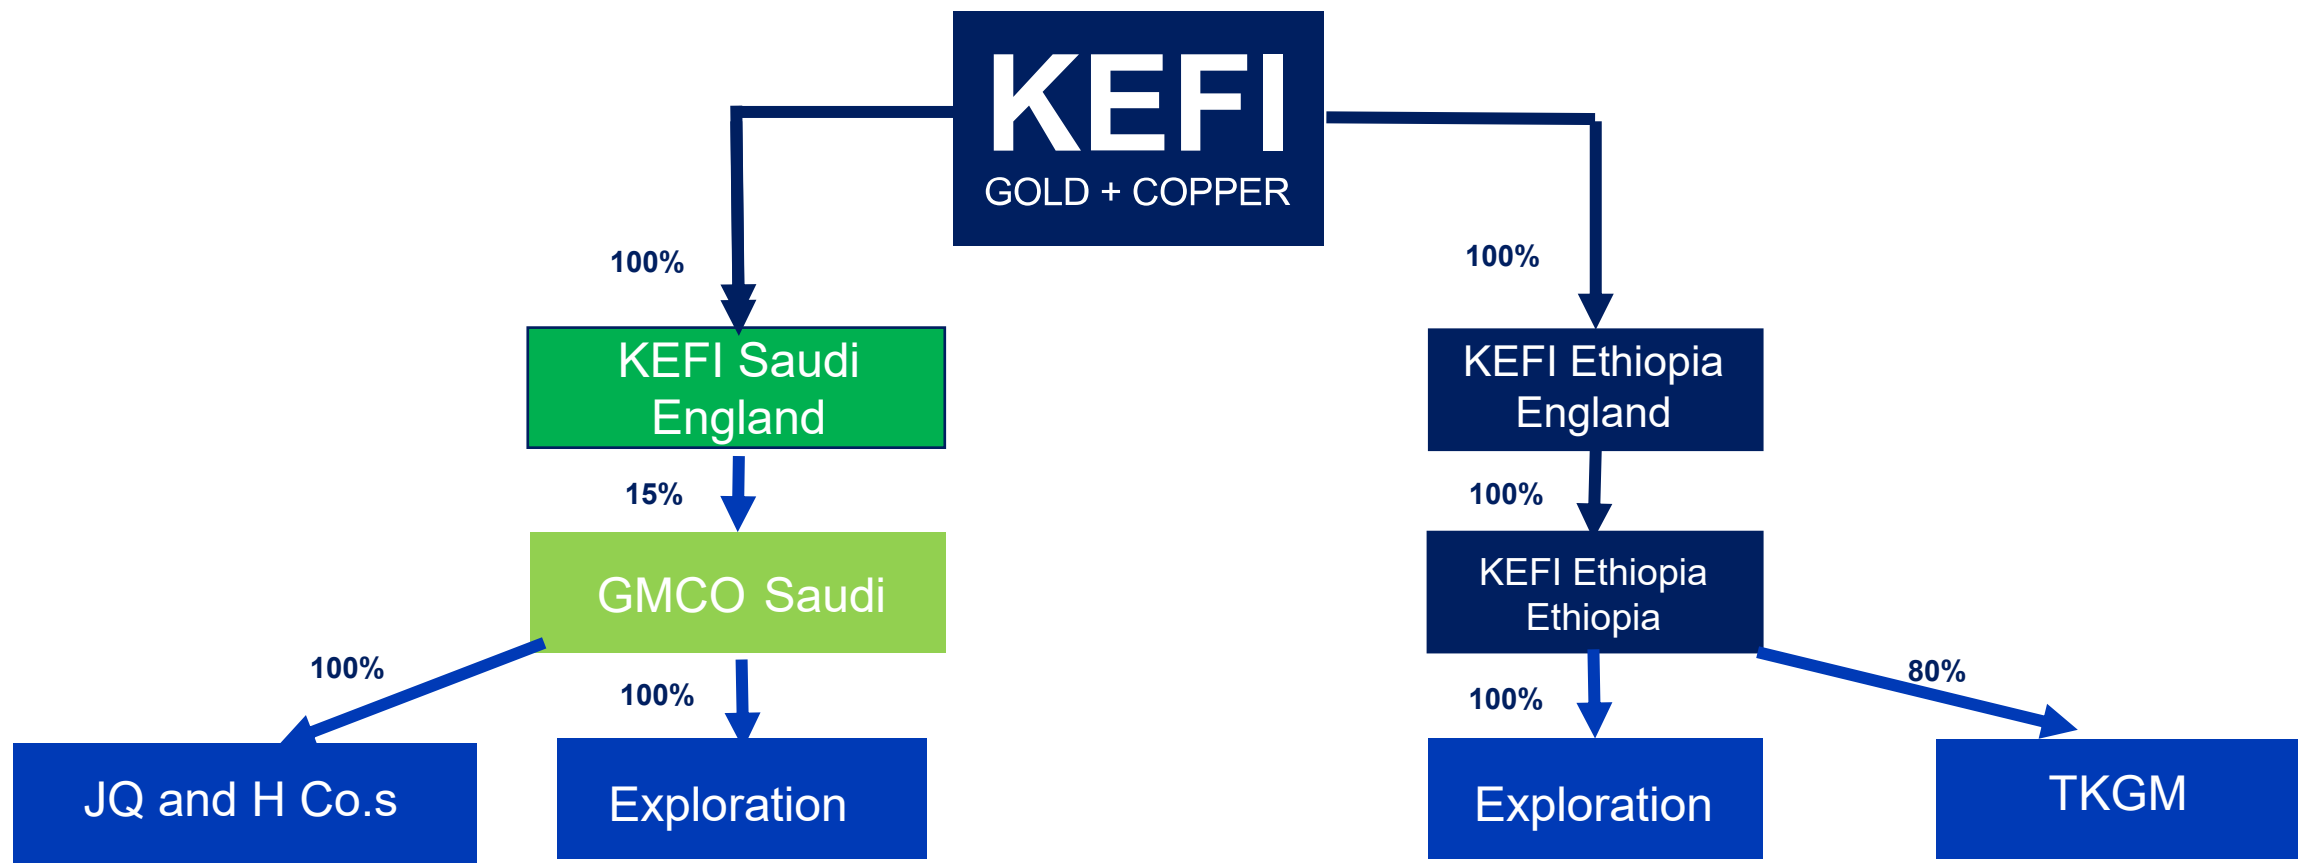 KEFI
GOLD + COPPER
100%
100%
KEFI Saudi
England
KEFI Ethiopia
England
15%
100%
GMCO Saudi
KEFI Ethiopia
Ethiopia
100%
100%
100%
80%
JQ and H Co.s
Exploration
Exploration
TKGM